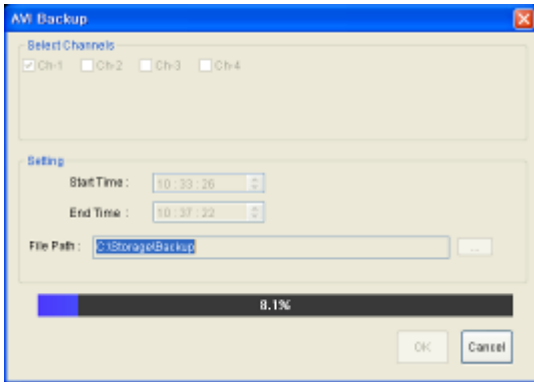 AVI Backup
Select Channels
Ch-1 Ch-2 Ch-3 Ch-4
Setting
Start Time : 10 : 33 : 26
End Time : 10 : 37 : 22
File Path : C:\Storage\Backup ...
8.1%
OK Cancel